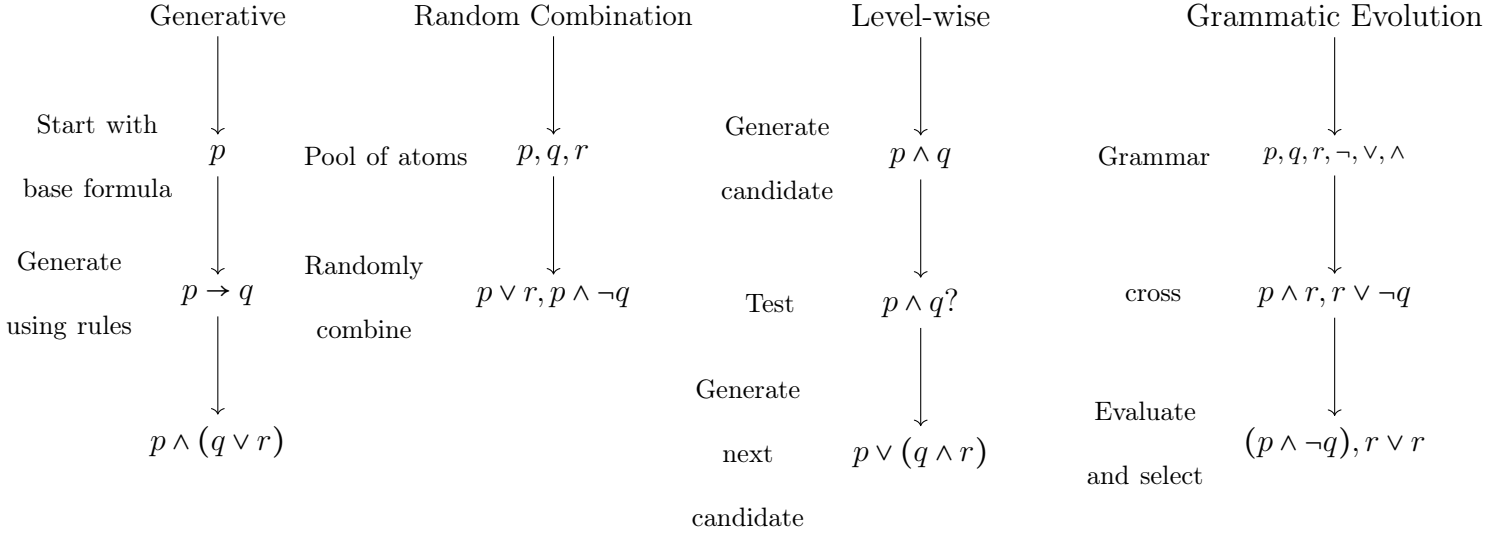 Generative
Start with
base formula
p
Generate
using rules
p → q
p ∧ (q ∨ r)
Random Combination
Pool of atoms
p, q, r
Randomly
combine
p ∨ r, p ∧ ¬q
Level-wise
Generate
candidate
p ∧ q
Test
p ∧ q?
Generate
next
candidate
p ∨ (q ∧ r)
Grammatic Evolution
Grammar
p, q, r, ¬, ∨, ∧
cross
p ∧ r, r ∨ ¬q
Evaluate
and select
(p ∧ ¬q), r ∨ r